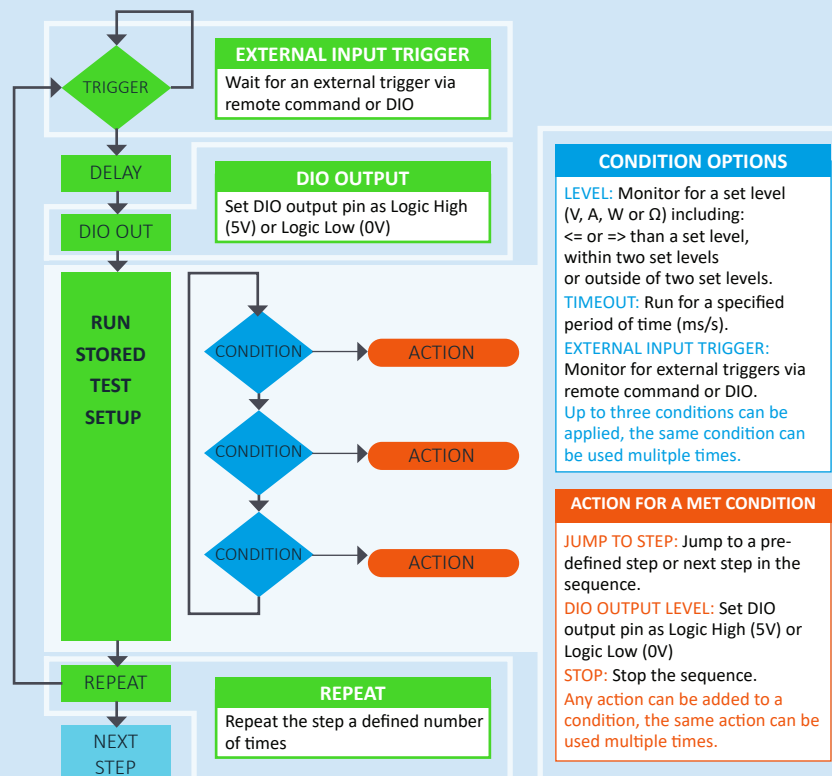 TRIGGER
EXTERNAL INPUT TRIGGER
Wait for an external trigger via
remote command or DIO
DELAY
DIO OUTPUT
Set DIO output pin as Logic High
(5V) or Logic Low (0V)
DIO OUT
RUN
STORED
TEST
SETUP
CONDITION
ACTION
CONDITION
ACTION
CONDITION
ACTION
REPEAT
REPEAT
Repeat the step a defined number
of times
NEXT
STEP
CONDITION OPTIONS
LEVEL: Monitor for a set level
(V, A, W or Ω) including:
<= or => than a set level,
within two set levels
or outside of two set levels.
TIMEOUT: Run for a specified
period of time (ms/s).
EXTERNAL INPUT TRIGGER:
Monitor for external triggers via
remote command or DIO.
Up to three conditions can be
applied, the same condition can
be used mulitple times.
ACTION FOR A MET CONDITION
JUMP TO STEP: Jump to a pre-
defined step or next step in the
sequence.
DIO OUTPUT LEVEL: Set DIO
output pin as Logic High (5V) or
Logic Low (0V)
STOP: Stop the sequence.
Any action can be added to a
condition, the same action can be
used multiple times.